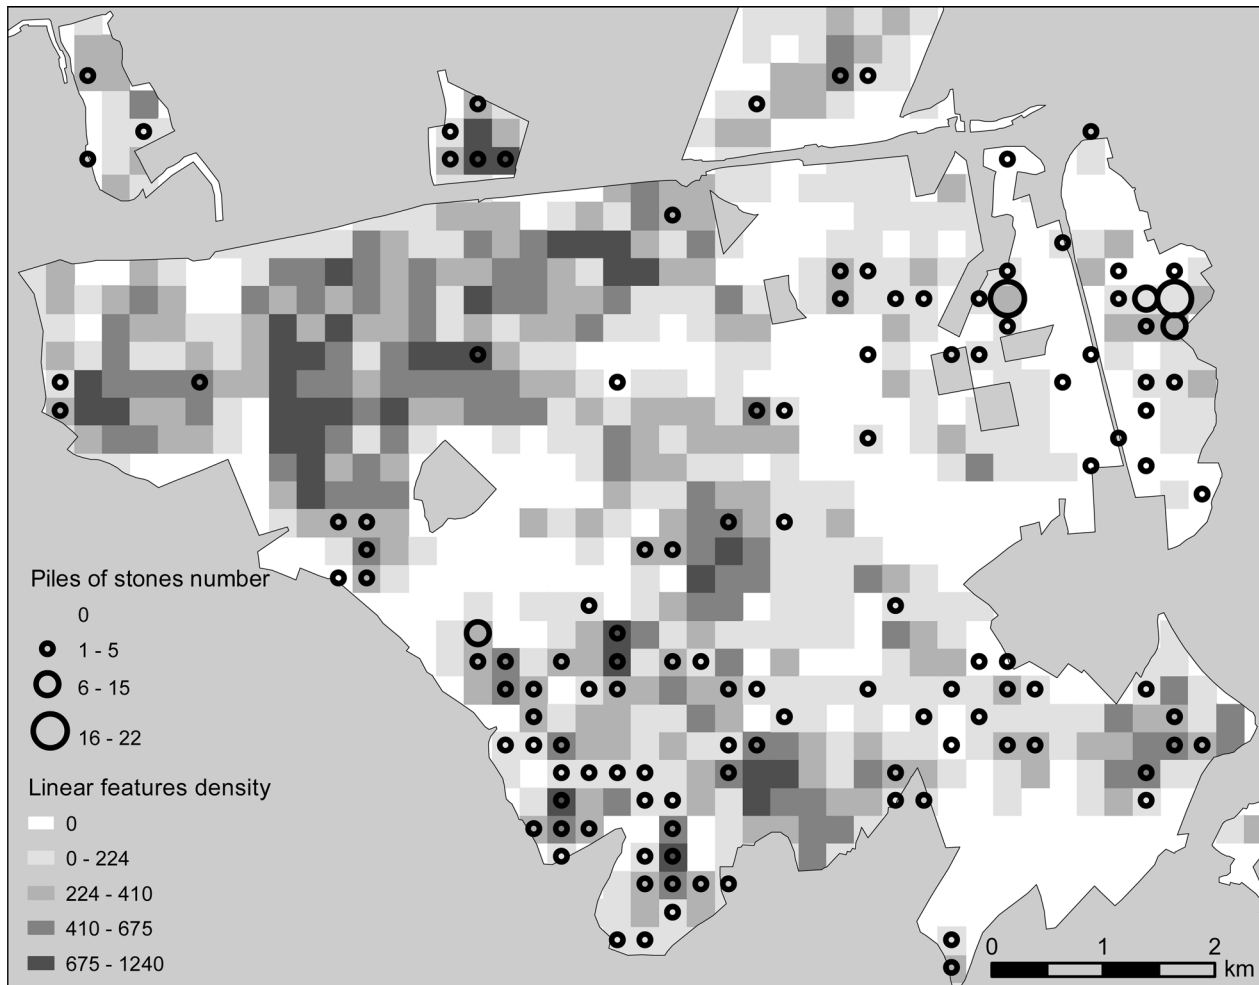 Piles of stones number
0
1 - 5
6 - 15
16 - 22
Linear features density
0
0 - 224
224 - 410
410 - 675
675 - 1240
0 1 2
km